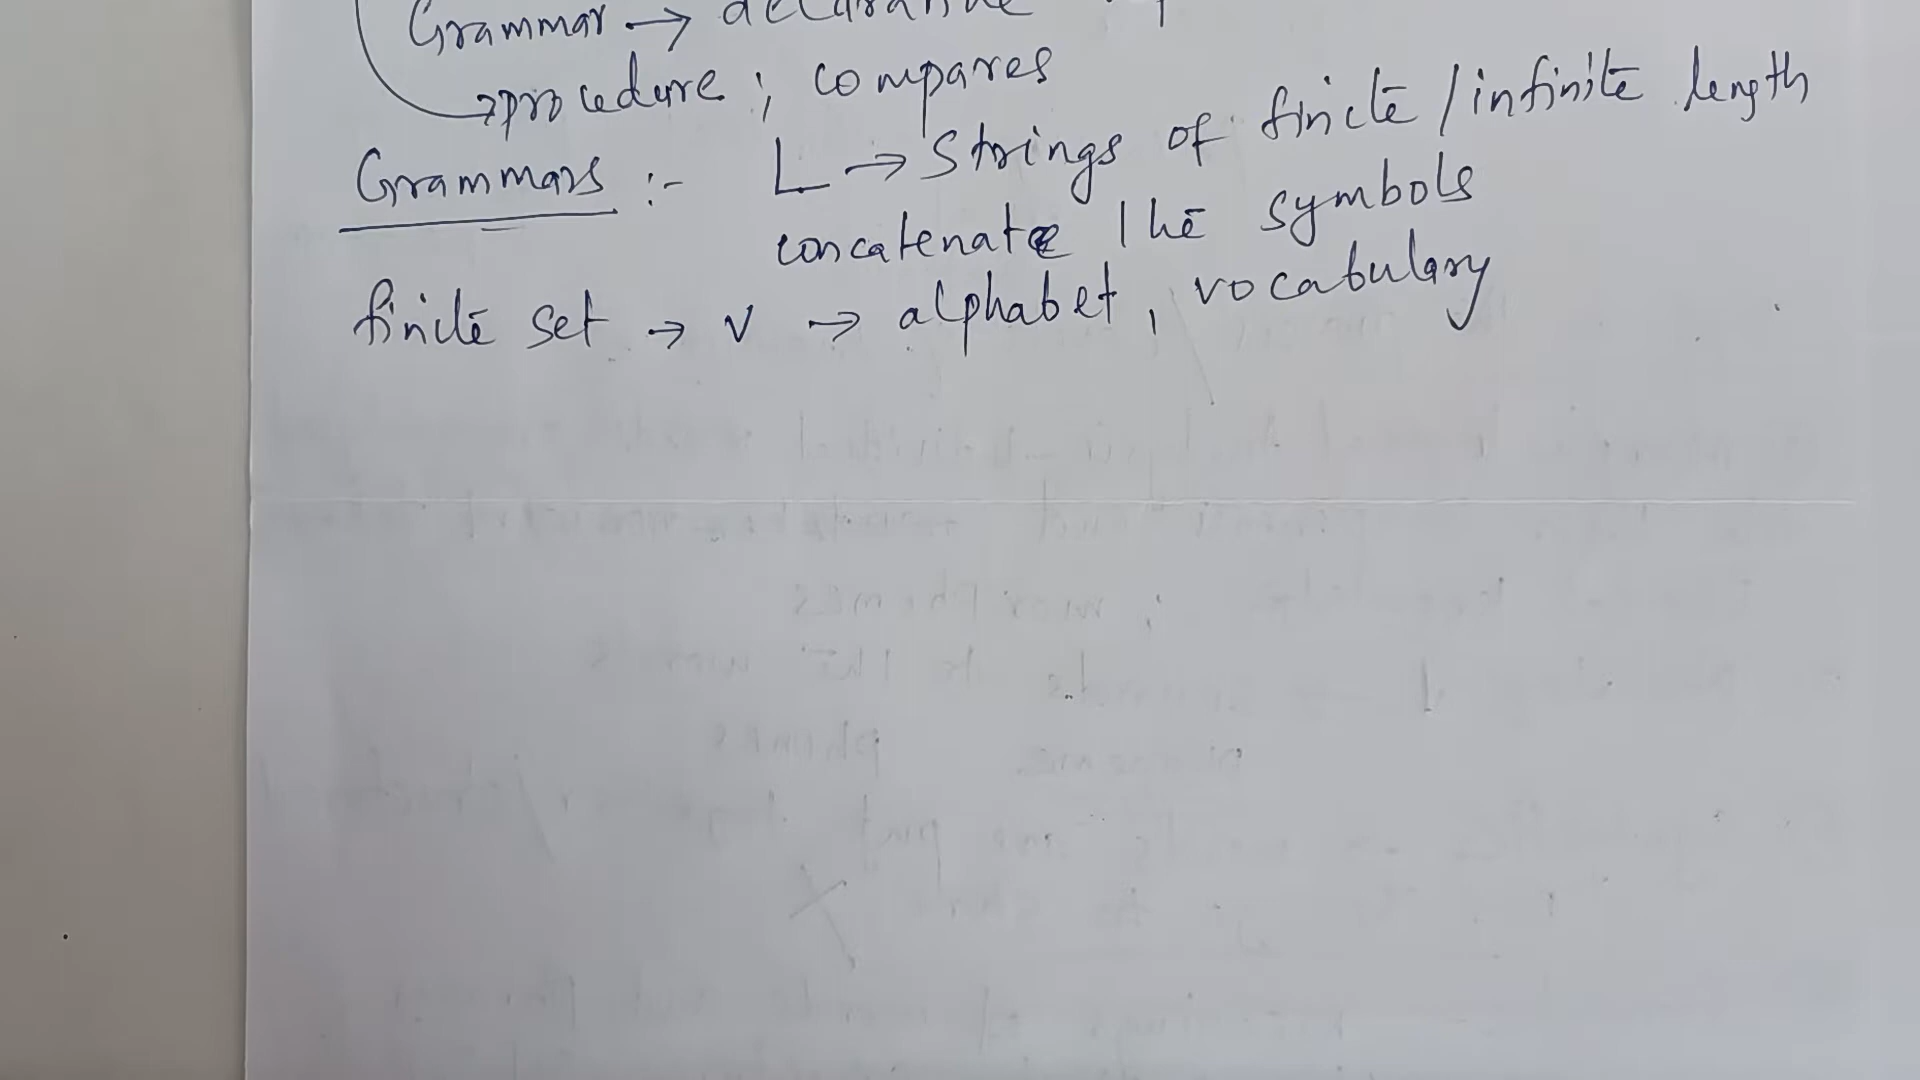 Grammar →
→ procedure ; compares
Grammars :- L → Strings of finite / infinite length
concatenate the symbols
finite set → V → alphabet, vocabulary